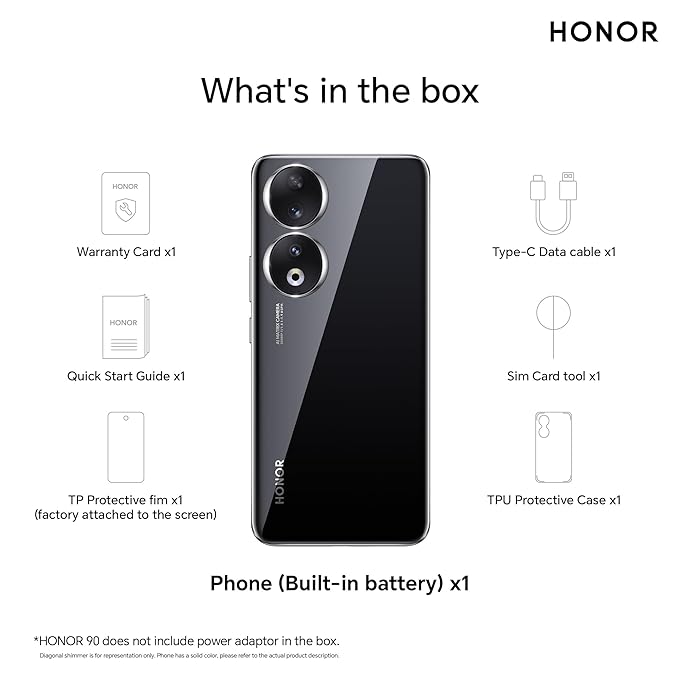 HONOR
What's in the box
HONOR
Warranty Card x1
Type-C Data cable x1
HONOR
Quick Start Guide x1
Sim Card tool x1
TP Protective fim x1
(factory attached to the screen)
TPU Protective Case x1
AI MATRIX CAMERA
HONOR
Phone (Built-in battery) x1
*HONOR 90 does not include power adaptor in the box.
Diagonal shimmer is for representation only. Phone has a solid color, please refer to the actual product description.